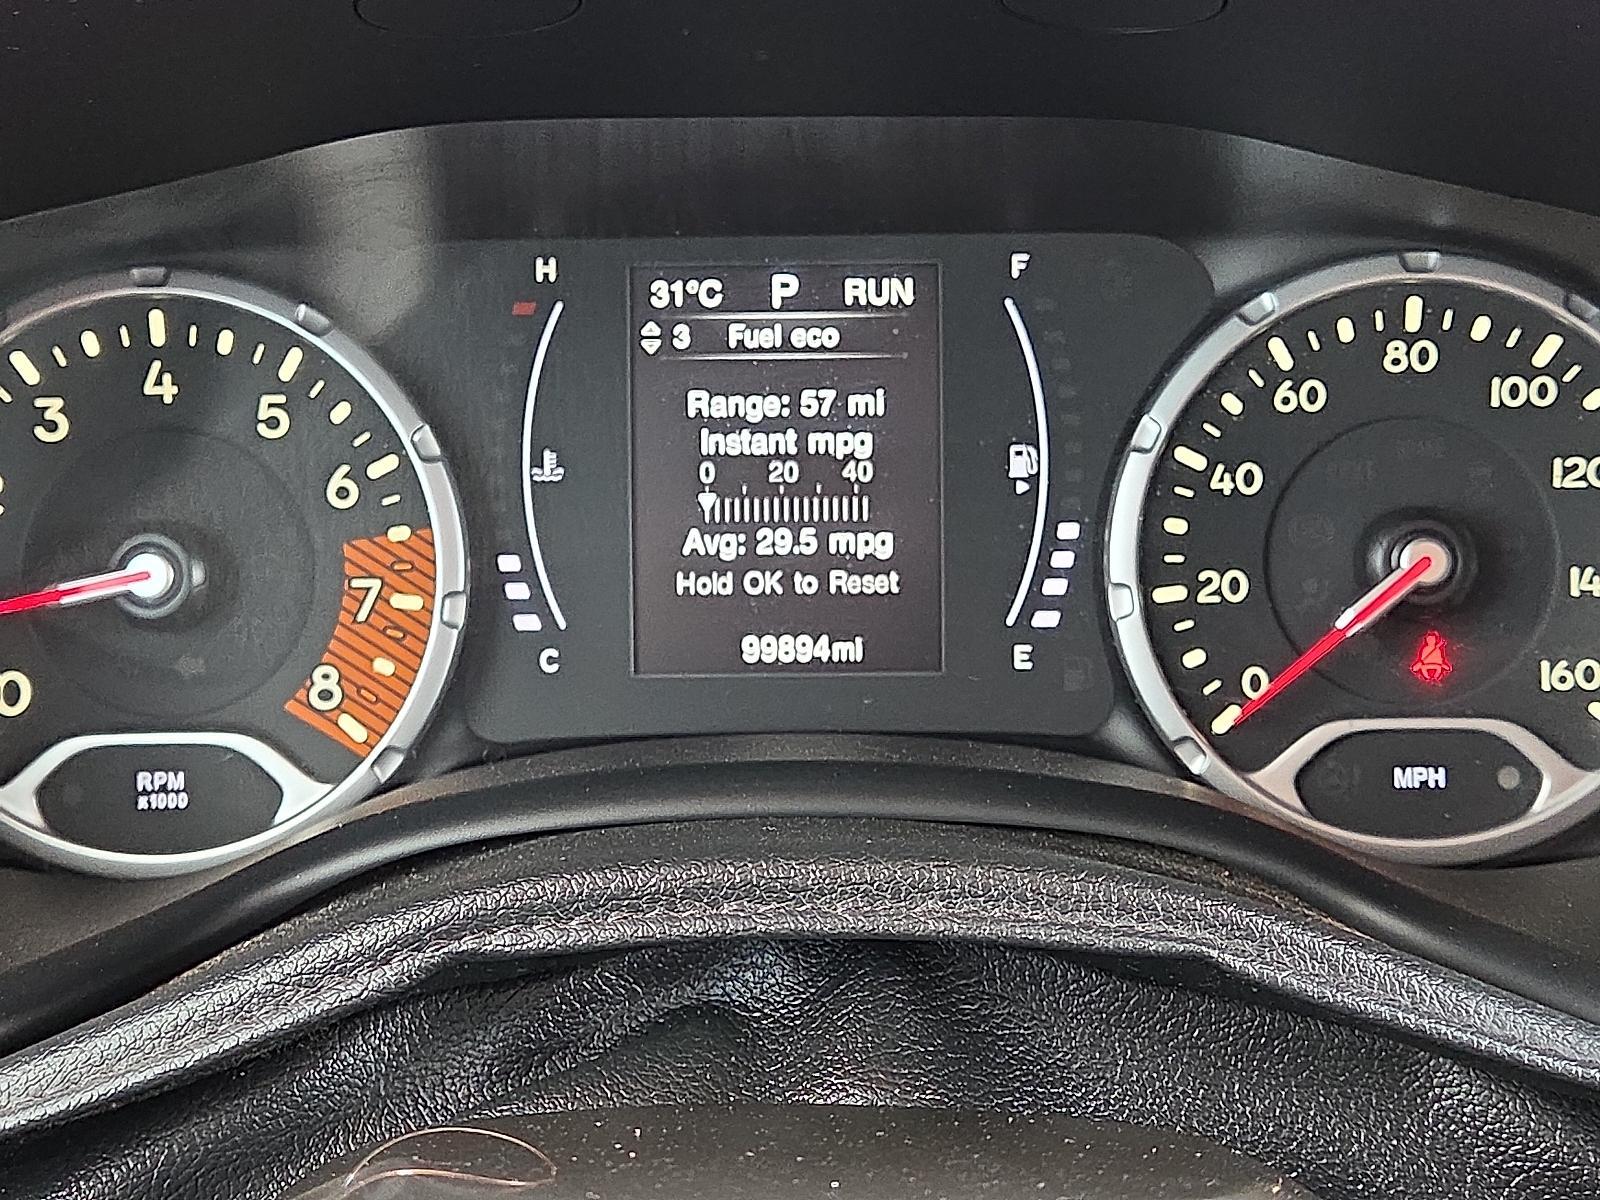 H
F
31°C P RUN
3 Fuel eco
Range: 57 mi
Instant mpg
0 20 40
Avg: 29.5 mpg
Hold OK to Reset
99894mi
C
E
0
3
4
5
6
7
8
RPM
x1000
0
20
40
60
80
100
120
14
160
MPH